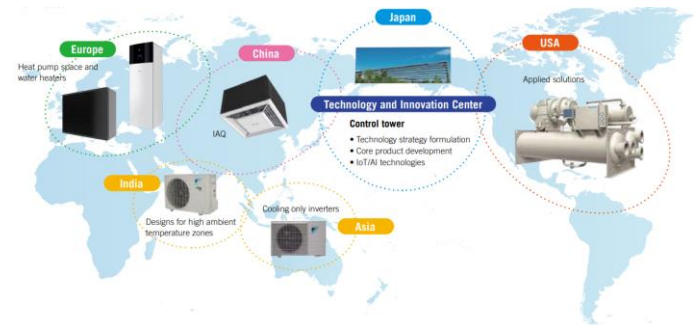 Japan
Europe
China
USA
Heat pump space and
water heaters
Applied solutions
Technology and Innovation Center
Control tower
IAQ
• Technology strategy formulation
• Core product development
• IoT/AI technologies
India
Designs for high ambient
temperature zones
Cooling only inverters
Asia